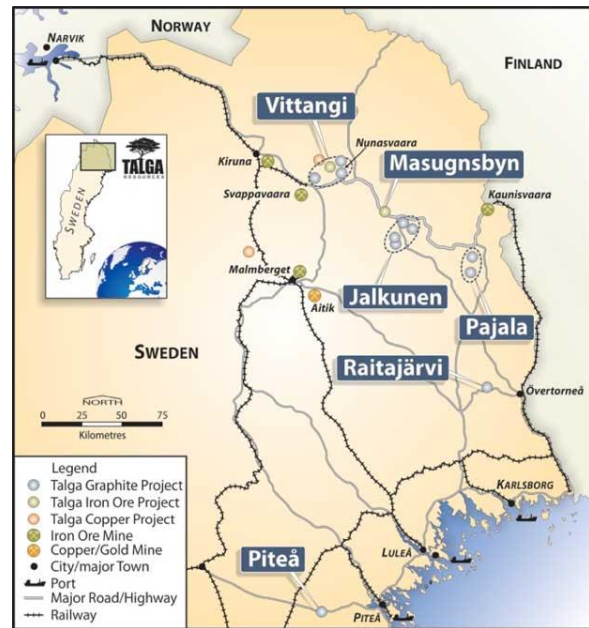 NORWAY
NARVIK
FINLAND
Vittangi
Nunasvaara
Masugnsbyn
Kiruna
Kaunisvaara
Svappavaara
TALGA
RESOURCES
SWEDEN
Malmberget
Jalkunen
Pajala
Aitik
SWEDEN
Raitajärvi
Övertorneå
NORTH
0 25 50 75
Kilometres
Legend
Talga Graphite Project
Talga Iron Ore Project
Talga Copper Project
Iron Ore Mine
Copper/Gold Mine
City/major Town
Port
Major Road/Highway
Railway
KARLSBORG
LULEÅ
Piteå
PITEÅ